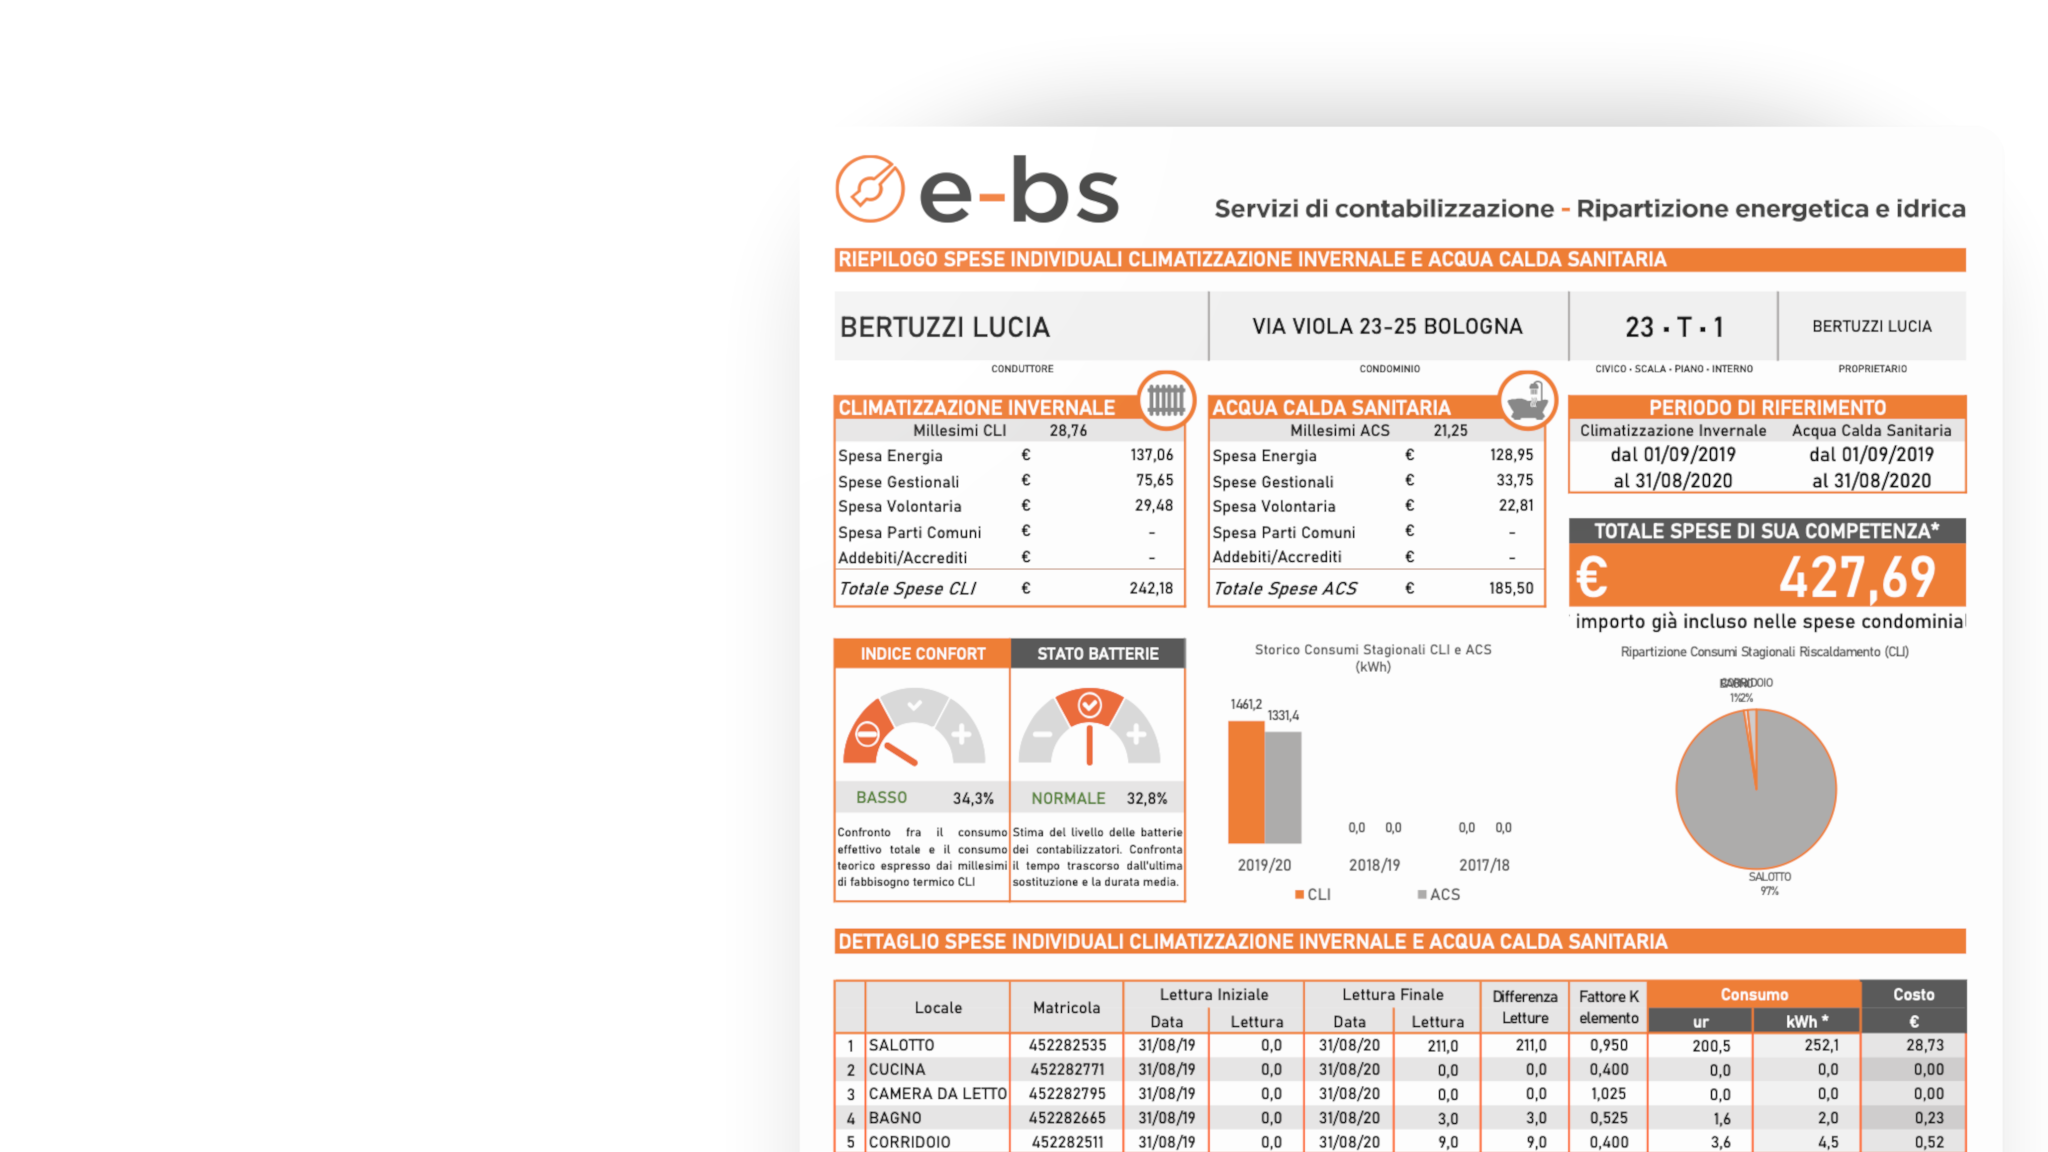 e-bs
Servizi di contabilizzazione - Ripartizione energetica e idrica
RIEPILOGO SPESE INDIVIDUALI CLIMATIZZAZIONE INVERNALE E ACQUA CALDA SANITARIA
BERTUZZI LUCIA VIA VIOLA 23-25 BOLOGNA 23 · T · 1 BERTUZZI LUCIA
CONDUTTORE CONDOMINIO CIVICO · SCALA · PIANO · INTERNO PROPRIETARIO
CLIMATIZZAZIONE INVERNALE
Millesimi CLI 28,76
Spesa Energia € 137,06
Spese Gestionali € 75,65
Spesa Volontaria € 29,48
Spesa Parti Comuni € -
Addebiti/Accrediti € -
Totale Spese CLI € 242,18
ACQUA CALDA SANITARIA
Millesimi ACS 21,25
Spesa Energia € 128,95
Spese Gestionali € 33,75
Spesa Volontaria € 22,81
Spesa Parti Comuni € -
Addebiti/Accrediti € -
Totale Spese ACS € 185,50
PERIODO DI RIFERIMENTO
Climatizzazione Invernale Acqua Calda Sanitaria
dal 01/09/2019 dal 01/09/2019
al 31/08/2020 al 31/08/2020
TOTALE SPESE DI SUA COMPETENZA*
€ 427,69
importo già incluso nelle spese condominial
INDICE CONFORT
BASSO 34,3%
Confronto fra il consumo
effettivo totale e il consumo
teorico espresso dai millesimi
di fabbisogno termico CLI
STATO BATTERIE
NORMALE 32,8%
Stima del livello delle batterie
dei contabilizzatori. Confronta
il tempo trascorso dall'ultima
sostituzione e la durata media.
Storico Consumi Stagionali CLI e ACS
(kWh)
1461,2
1331,4
0,0 0,0 0,0 0,0
2019/20 2018/19 2017/18
CLI ACS
Ripartizione Consumi Stagionali Riscaldamento (CLI)
CORRIDOIO
1% 2%
SALOTTO
97%
DETTAGLIO SPESE INDIVIDUALI CLIMATIZZAZIONE INVERNALE E ACQUA CALDA SANITARIA
Locale Matricola Lettura Iniziale Lettura Finale Differenza Letture Fattore K elemento Consumo Costo
Data Lettura Data Lettura ur kWh * €
1 SALOTTO 452282535 31/08/19 0,0 31/08/20 211,0 211,0 0,950 200,5 252,1 28,73
2 CUCINA 452282771 31/08/19 0,0 31/08/20 0,0 0,0 0,400 0,0 0,0 0,00
3 CAMERA DA LETTO 452282795 31/08/19 0,0 31/08/20 0,0 0,0 1,025 0,0 0,0 0,00
4 BAGNO 452282665 31/08/19 0,0 31/08/20 3,0 3,0 0,525 1,6 2,0 0,23
5 CORRIDOIO 452282511 31/08/19 0,0 31/08/20 9,0 9,0 0,400 3,6 4,5 0,52